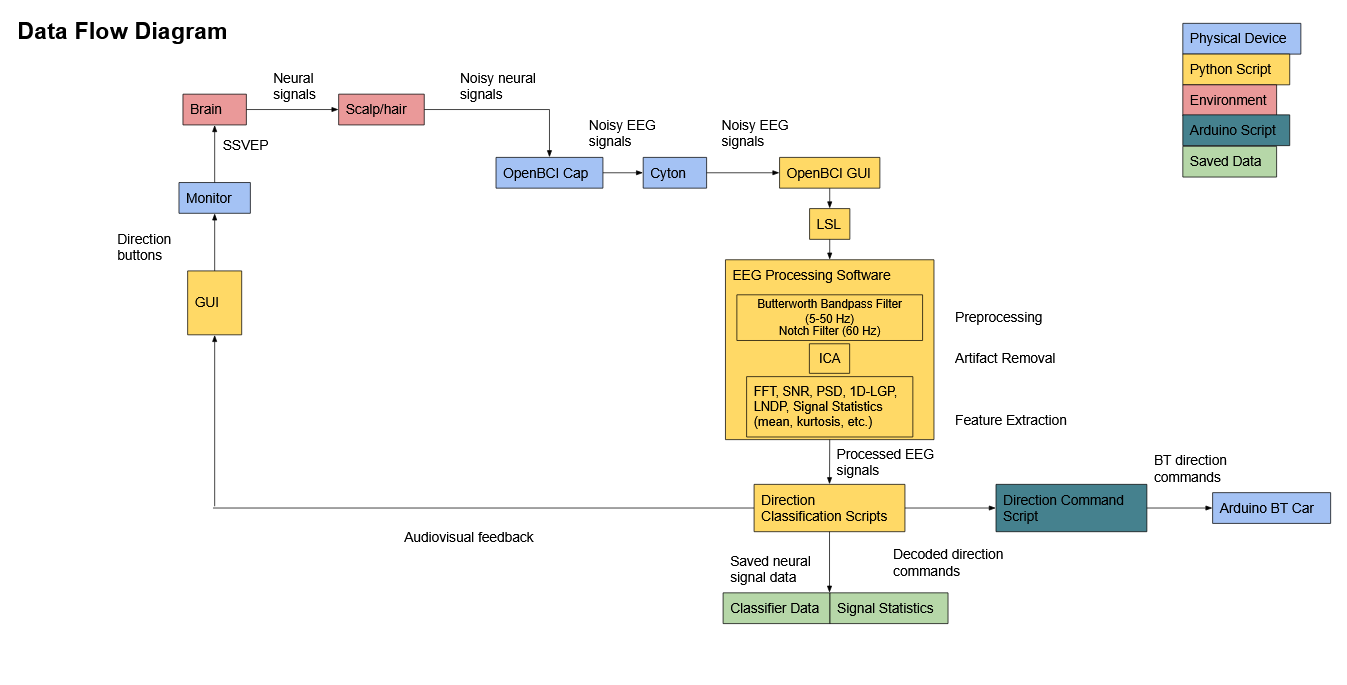 Data Flow Diagram
Physical Device
Python Script
Environment
Arduino Script
Saved Data
Neural
signals
Noisy neural
signals
Brain
Scalp/hair
SSVEP
Noisy EEG
signals
Noisy EEG
signals
OpenBCI Cap
Cyton
OpenBCI GUI
Monitor
LSL
Direction
buttons
GUI
EEG Processing Software
Butterworth Bandpass Filter
(5-50 Hz)
Notch Filter (60 Hz)
Preprocessing
ICA
Artifact Removal
FFT, SNR, PSD, 1D-LGP,
LNDP, Signal Statistics
(mean, kurtosis, etc.)
Feature Extraction
Processed EEG
signals
BT direction
commands
Direction
Classification Scripts
Direction Command
Script
Arduino BT Car
Audiovisual feedback
Saved neural
signal data
Decoded direction
commands
Classifier Data
Signal Statistics